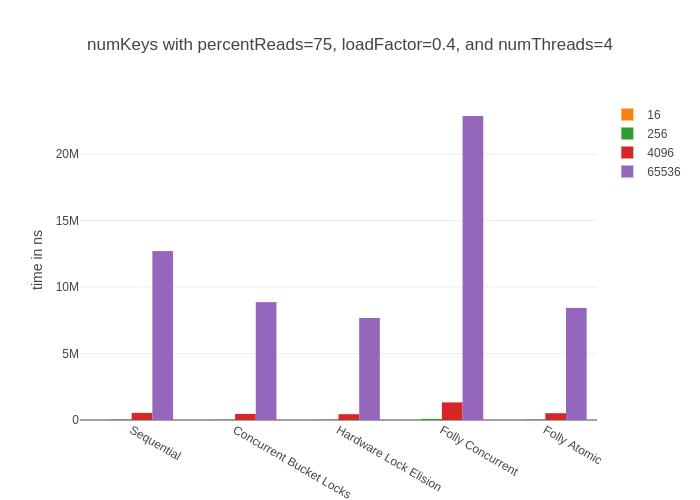 numKeys with percentReads=75, loadFactor=0.4, and numThreads=4
16
256
4096
65536
time in ns
20M
15M
10M
5M
0
Sequential
Concurrent Bucket Locks
Hardware Lock Elision
Folly Concurrent
Folly Atomic